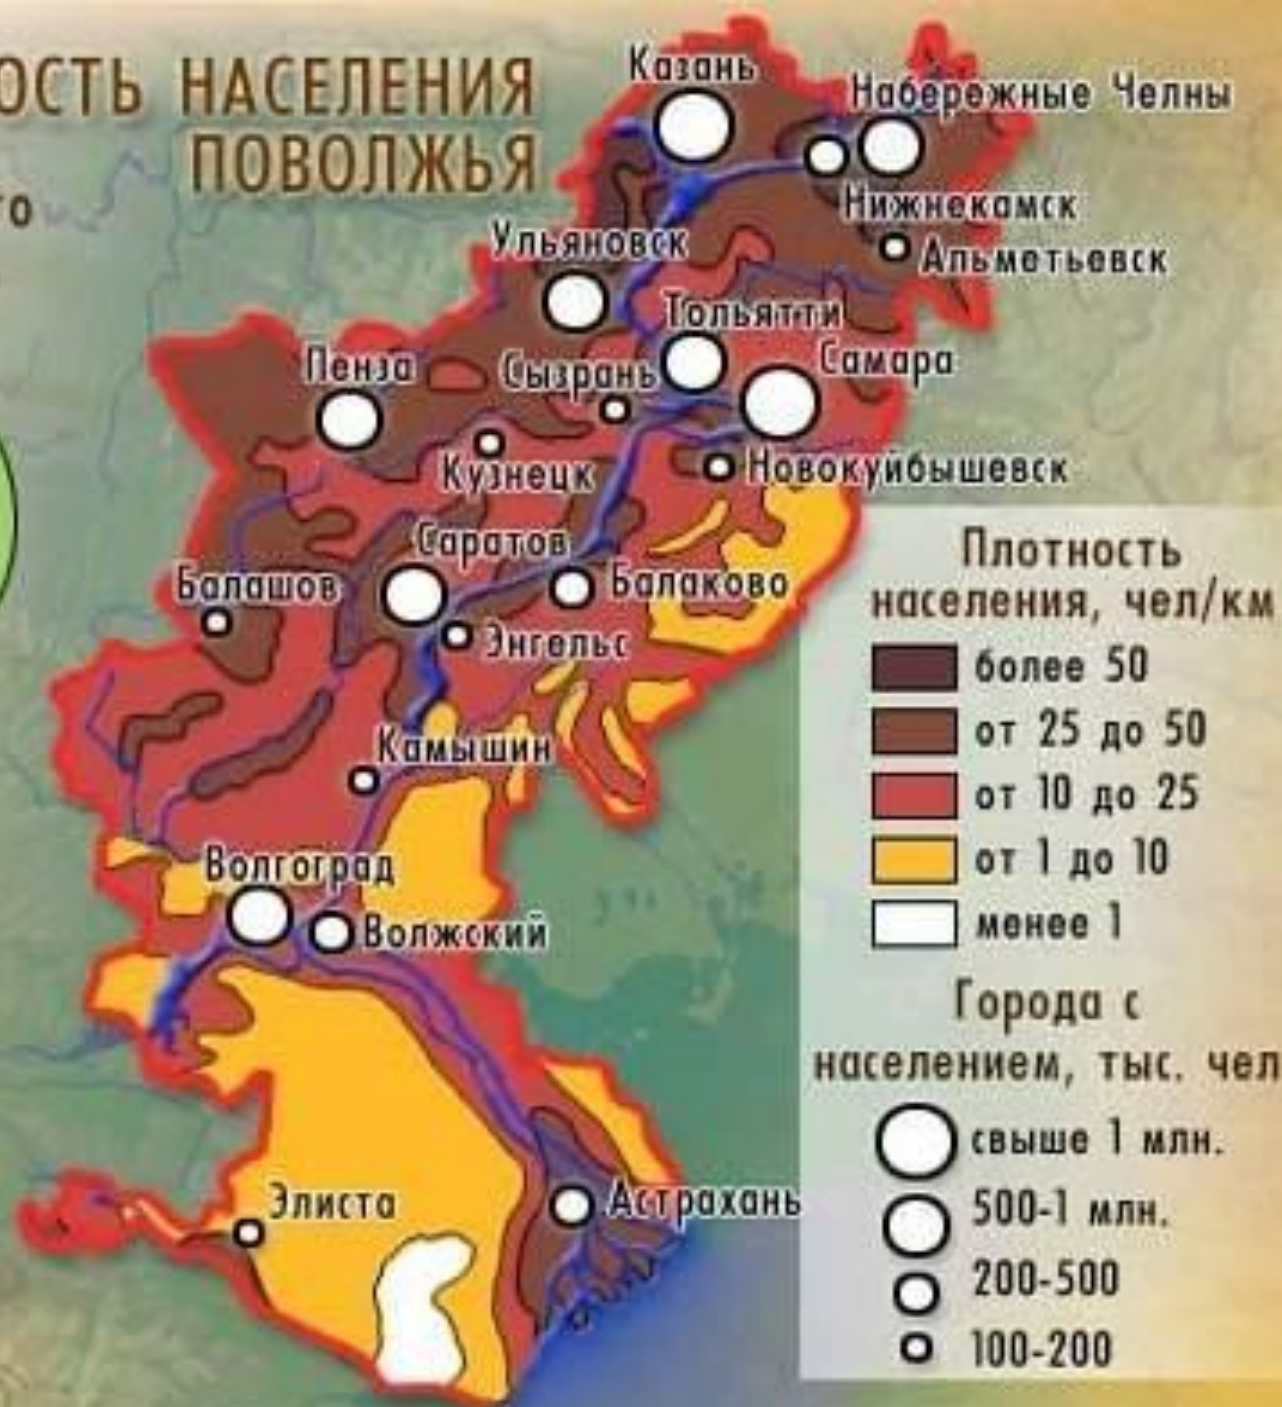 ОСТЬ НАСЕЛЕНИЯ
ПОВОЛЖЬЯ
го
Казань
Набережные Челны
Нижнекамск
Ульяновск
Альметьевск
Тольятти
Самара
Пенза
Сызрань
Кузнецк
Новокуйбышевск
Саратов
Балашов
Балаково
Энгельс
Камышин
Волгоград
Волжский
Элиста
Астрахань
Плотность
населения, чел/км
более 50
от 25 до 50
от 10 до 25
от 1 до 10
менее 1
Города с
населением, тыс. чел
свыше 1 млн.
500-1 млн.
200-500
100-200